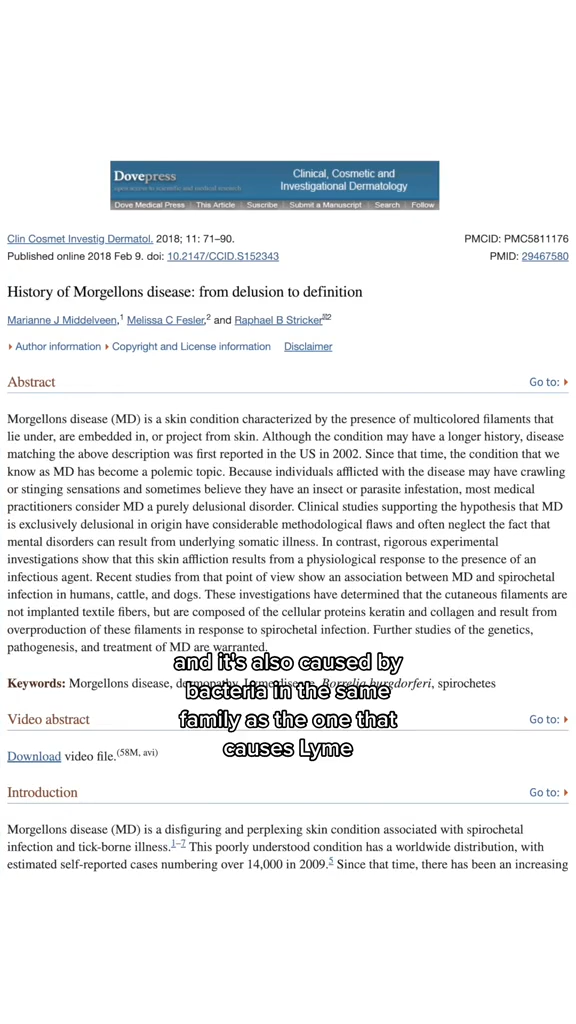 Dovepress
open access to scientific and medical research
Clinical, Cosmetic and
Investigational Dermatology
Dove Medical Press | This Article | Suscribe | Submit a Manuscript | Search | Follow
Clin Cosmet Investig Dermatol. 2018; 11: 71–90.
PMCID: PMC5811176
Published online 2018 Feb 9. doi: 10.2147/CCID.S152343
PMID: 29467580
History of Morgellons disease: from delusion to definition
Marianne J Middelveen,1 Melissa C Fesler,2 and Raphael B Stricker✉2
Author information Copyright and License information Disclaimer
Abstract
Go to:
Morgellons disease (MD) is a skin condition characterized by the presence of multicolored filaments that
lie under, are embedded in, or project from skin. Although the condition may have a longer history, disease
matching the above description was first reported in the US in 2002. Since that time, the condition that we
know as MD has become a polemic topic. Because individuals afflicted with the disease may have crawling
or stinging sensations and sometimes believe they have an insect or parasite infestation, most medical
practitioners consider MD a purely delusional disorder. Clinical studies supporting the hypothesis that MD
is exclusively delusional in origin have considerable methodological flaws and often neglect the fact that
mental disorders can result from underlying somatic illness. In contrast, rigorous experimental
investigations show that this skin affliction results from a physiological response to the presence of an
infectious agent. Recent studies from that point of view show an association between MD and spirochetal
infection in humans, cattle, and dogs. These investigations have determined that the cutaneous filaments are
not implanted textile fibers, but are composed of the cellular proteins keratin and collagen and result from
overproduction of these filaments in response to spirochetal infection. Further studies of the genetics,
pathogenesis, and treatment of MD are warranted.
and it's also caused by
bacteria in the same
family as the one that
causes Lyme
Keywords: Morgellons disease, dermopathy, Lyme disease, Borrelia burgdorferi, spirochetes
Video abstract
Go to:
Download video file.(58M, avi)
Introduction
Go to:
Morgellons disease (MD) is a disfiguring and perplexing skin condition associated with spirochetal
infection and tick-borne illness.1–7 This poorly understood condition has a worldwide distribution, with
estimated self-reported cases numbering over 14,000 in 2009.5 Since that time, there has been an increasing